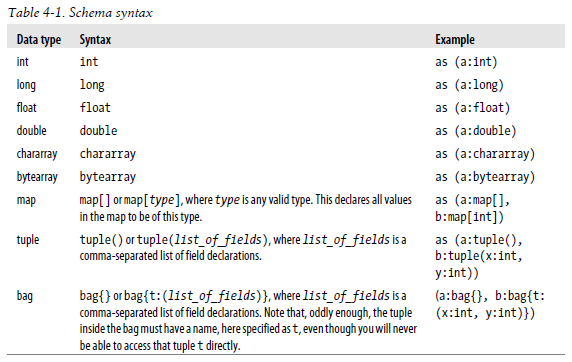 Table 4-1. Schema syntax
Data type Syntax Example
int int as (a:int)
long long as (a:long)
float float as (a:float)
double double as (a:double)
chararray chararray as (a:chararray)
bytearray bytearray as (a:bytearray)
map map[] or map[type], where type is any valid type. This declares all values as (a:map[],
in the map to be of this type. b:map[int])
tuple tuple() or tuple(list_of_fields), where list_of_fields is a as (a:tuple(),
comma-separated list of field declarations. b:tuple(x:int,
y:int))
bag bag{} or bag{t:(list_of_fields)}, where list_of_fields is a (a:bag{}, b:bag{t:
comma-separated list of field declarations. Note that, oddly enough, the tuple (x:int, y:int)})
inside the bag must have a name, here specified as t, even though you will never
be able to access that tuple t directly.